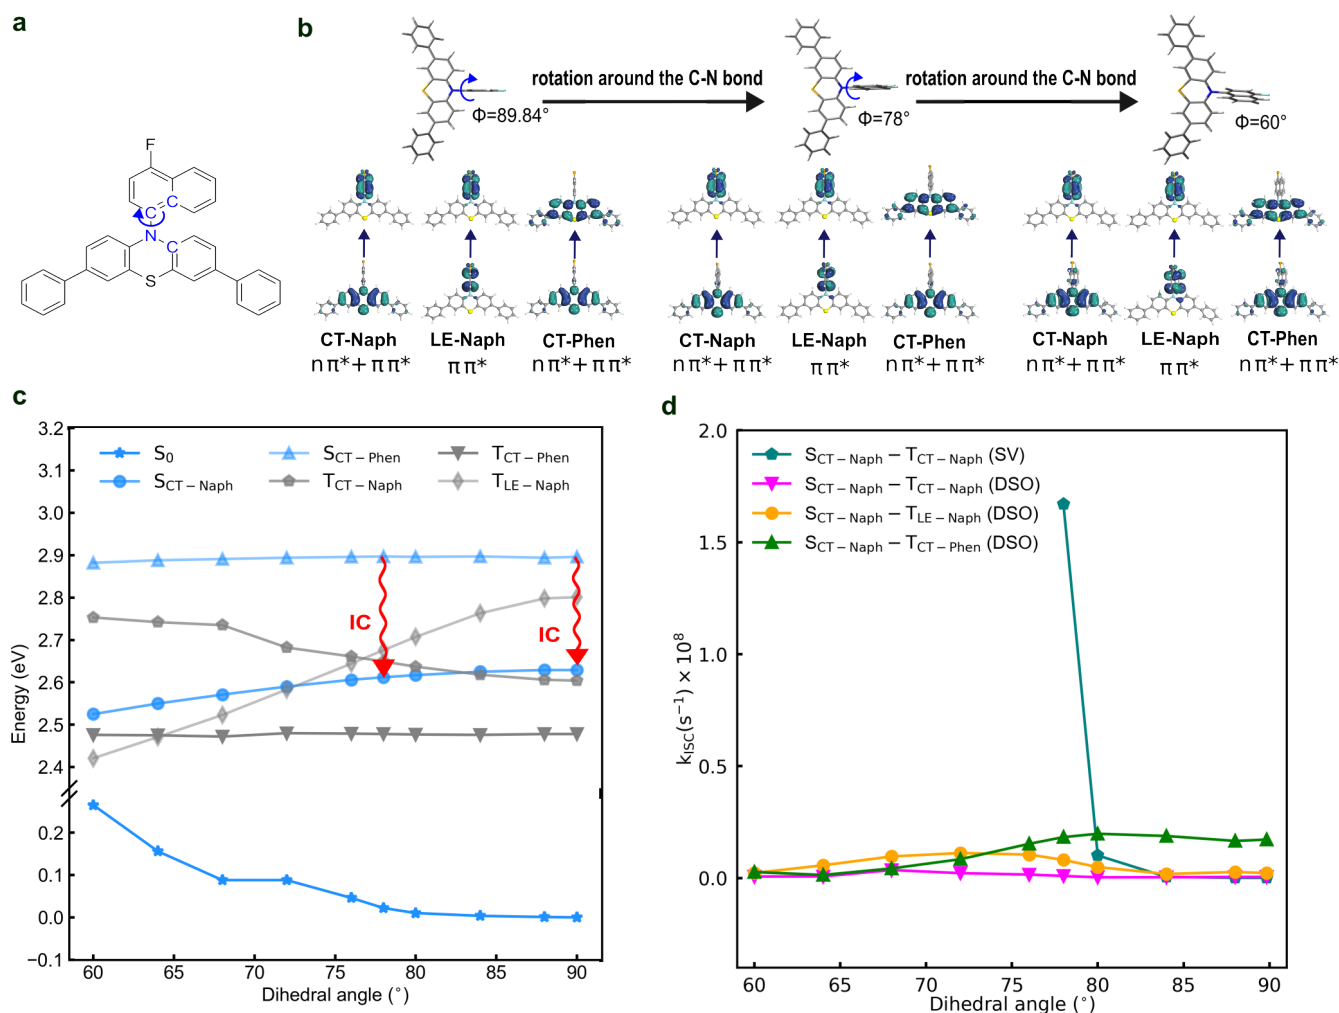 a
b
rotation around the C-N bond
rotation around the C-N bond
Φ=89.84°
Φ=78°
Φ=60°
F
C C
N C
S
CT-Naph LE-Naph CT-Phen
nπ*+ππ* ππ* nπ*+ππ*
CT-Naph LE-Naph CT-Phen
nπ*+ππ* ππ* nπ*+ππ*
CT-Naph LE-Naph CT-Phen
nπ*+ππ* ππ* nπ*+ππ*
c
S0 SCT−Phen TCT−Phen
SCT−Naph TCT−Naph TLE−Naph
Energy (eV)
3.2
3.1
3.0
2.9
2.8
2.7
2.6
2.5
2.4
0.2
0.1
0.0
−0.1
IC
IC
60 65 70 75 80 85 90
Dihedral angle (°)
d
SCT−Naph − TCT−Naph (SV)
SCT−Naph − TCT−Naph (DSO)
SCT−Naph − TLE−Naph (DSO)
SCT−Naph − TCT−Phen (DSO)
kISC(s−1) × 10⁸
2.0
1.5
1.0
0.5
0.0
60 65 70 75 80 85 90
Dihedral angle (°)